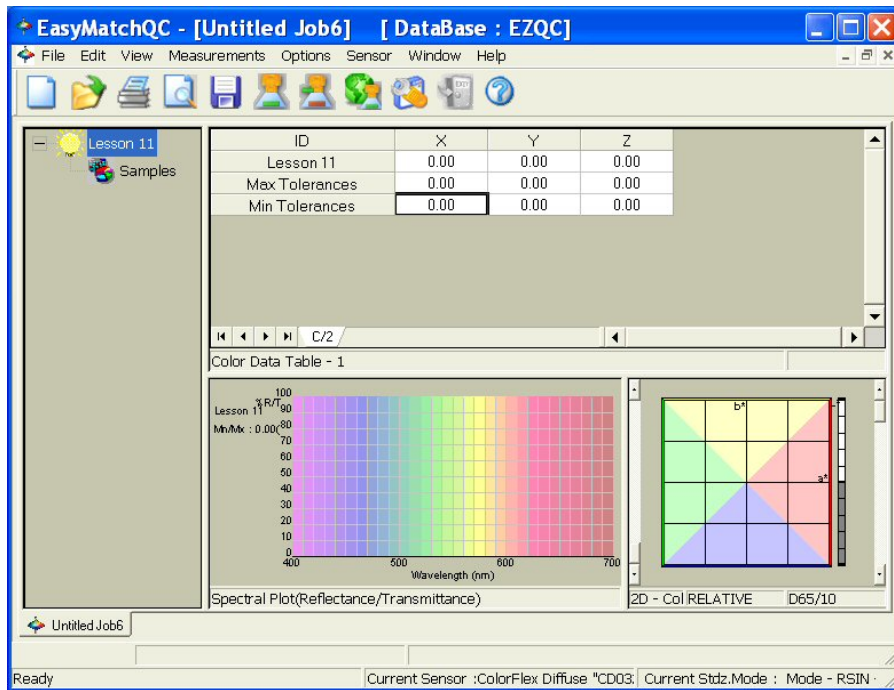 EasyMatchQC - [Untitled Job6] [ DataBase : EZQC]
File Edit View Measurements Options Sensor Window Help
Lesson 11
Samples
ID X Y Z
Lesson 11 0.00 0.00 0.00
Max Tolerances 0.00 0.00 0.00
Min Tolerances 0.00 0.00 0.00
C/2
Color Data Table - 1
% R/T
Lesson 11
Mn/Mx : 0.00(
100
90
80
70
60
50
40
30
20
10
0
400 500 600 700
Wavelength (nm)
Spectral Plot(Reflectance/Transmittance)
b*
a*
2D - Col RELATIVE D65/10
Untitled Job6
Ready Current Sensor :ColorFlex Diffuse "CD03: Current Stdz.Mode : Mode - RSIN